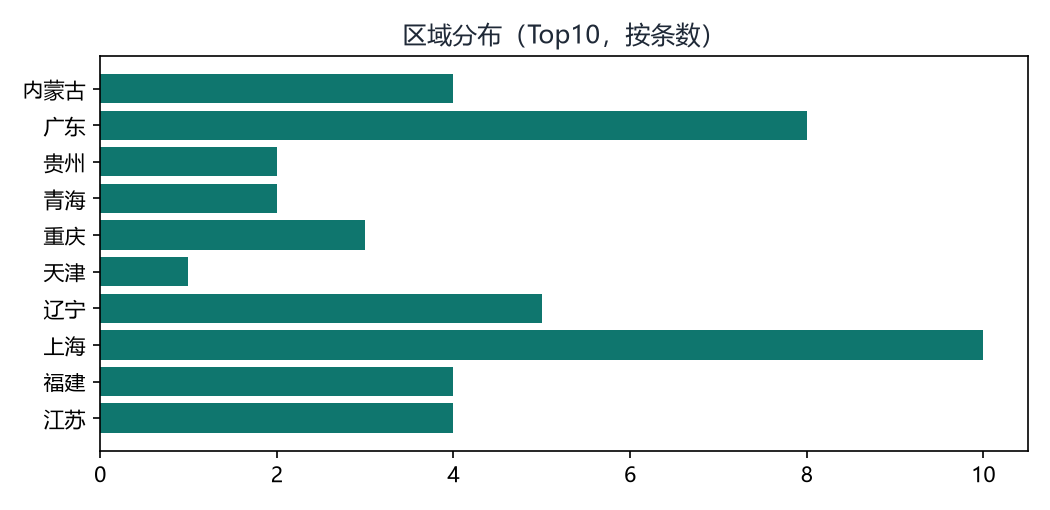 区域分布（Top10，按条数）
内蒙古
广东
贵州
青海
重庆
天津
辽宁
上海
福建
江苏
0 2 4 6 8 10